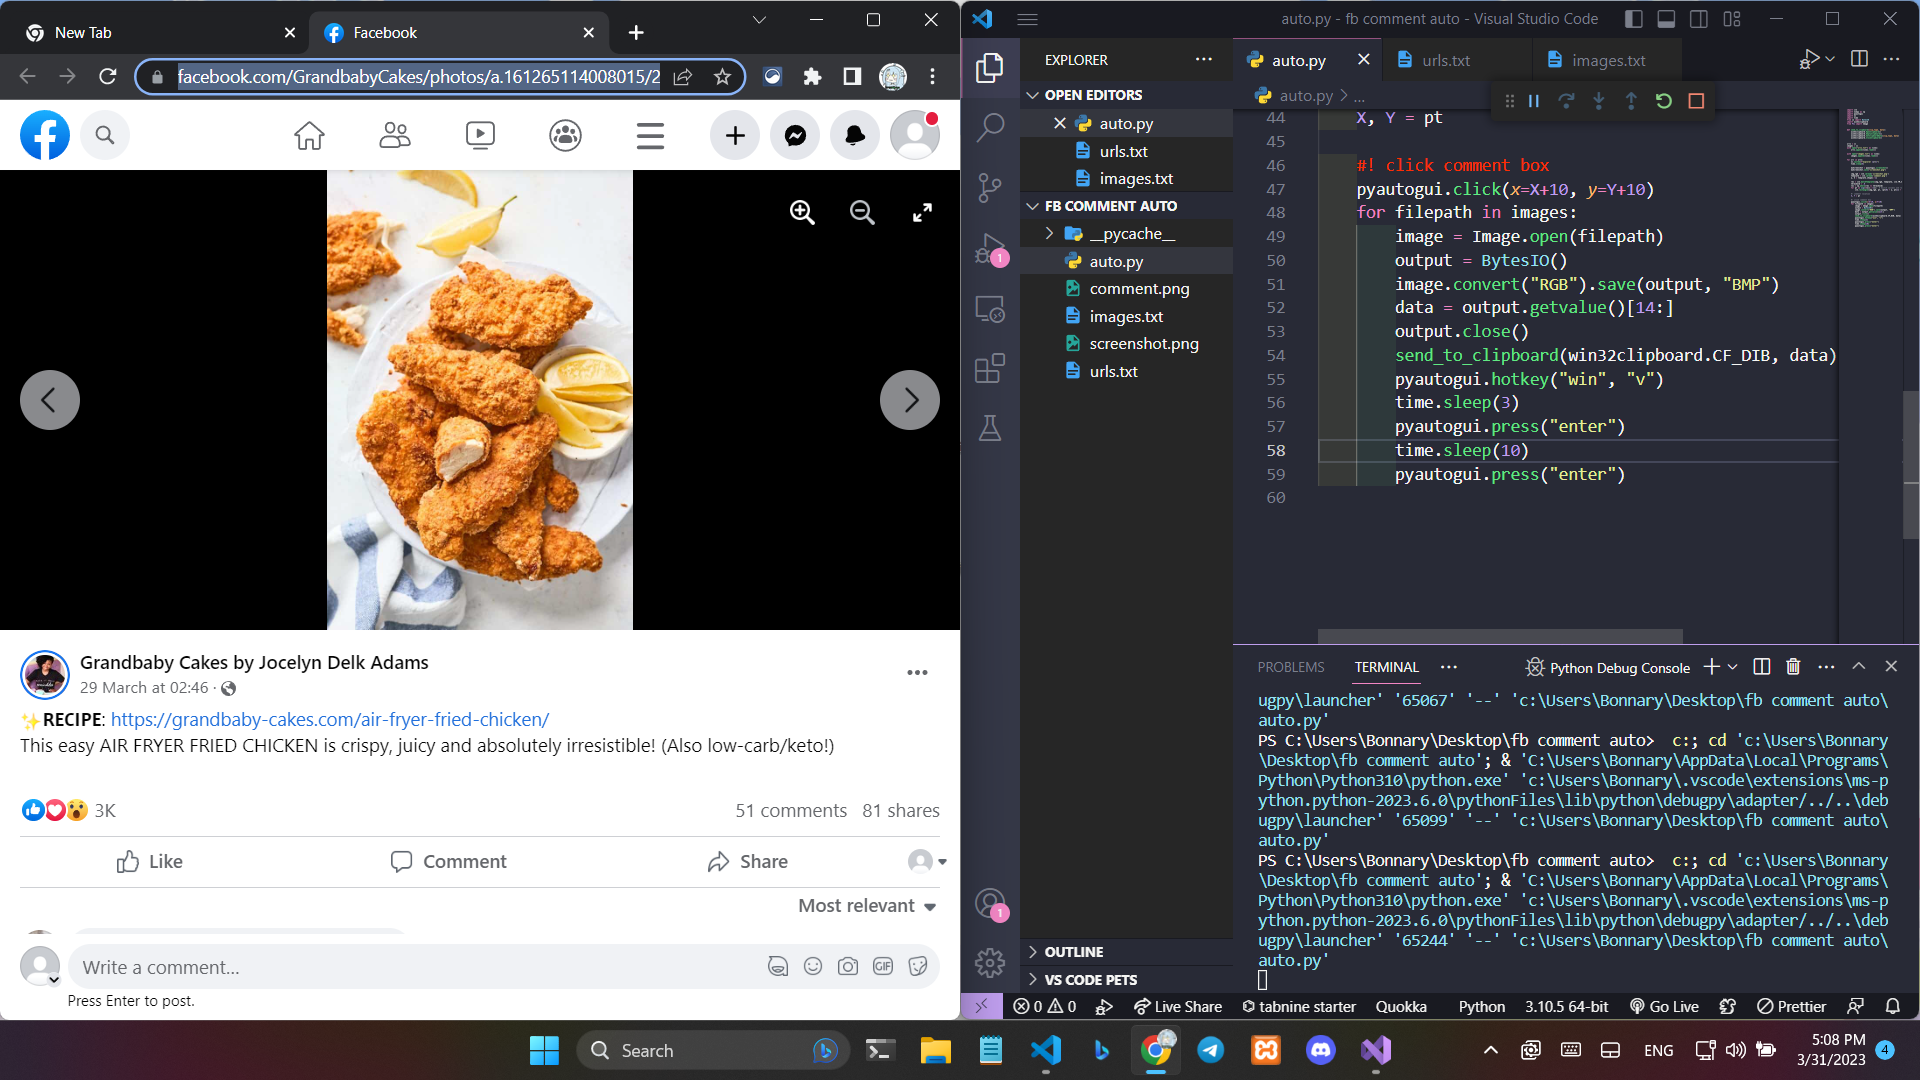 New Tab
Facebook
facebook.com/GrandbabyCakes/photos/a.161265114008015/2
Grandbaby Cakes by Jocelyn Delk Adams
29 March at 02:46 ·
✨RECIPE: https://grandbaby-cakes.com/air-fryer-fried-chicken/
This easy AIR FRYER FRIED CHICKEN is crispy, juicy and absolutely irresistible! (Also low-carb/keto!)
3K
51 comments 81 shares
Like Comment Share
Most relevant
Write a comment...
GIF
Press Enter to post.
auto.py - fb comment auto - Visual Studio Code
EXPLORER
OPEN EDITORS
auto.py
urls.txt
images.txt
FB COMMENT AUTO
__pycache__
auto.py
comment.png
images.txt
screenshot.png
urls.txt
OUTLINE
VS CODE PETS
1
1
auto.py urls.txt images.txt
auto.py > ...
44 X, Y = pt
45
46 #! click comment box
47 pyautogui.click(x=X+10, y=Y+10)
48 for filepath in images:
49 image = Image.open(filepath)
50 output = BytesIO()
51 image.convert("RGB").save(output, "BMP")
52 data = output.getvalue()[14:]
53 output.close()
54 send_to_clipboard(win32clipboard.CF_DIB, data)
55 pyautogui.hotkey("win", "v")
56 time.sleep(3)
57 pyautogui.press("enter")
58 time.sleep(10)
59 pyautogui.press("enter")
60
PROBLEMS TERMINAL ... Python Debug Console
ugpy\launcher' '65067' '--' 'c:\Users\Bonnary\Desktop\fb comment auto\
auto.py'
PS C:\Users\Bonnary\Desktop\fb comment auto> c:; cd 'c:\Users\Bonnary
\Desktop\fb comment auto'; & 'C:\Users\Bonnary\AppData\Local\Programs\
Python\Python310\python.exe' 'c:\Users\Bonnary\.vscode\extensions\ms-p
ython.python-2023.6.0\pythonFiles\lib\python\debugpy\adapter/../..\deb
ugpy\launcher' '65099' '--' 'c:\Users\Bonnary\Desktop\fb comment auto\
auto.py'
PS C:\Users\Bonnary\Desktop\fb comment auto> c:; cd 'c:\Users\Bonnary
\Desktop\fb comment auto'; & 'C:\Users\Bonnary\AppData\Local\Programs\
Python\Python310\python.exe' 'c:\Users\Bonnary\.vscode\extensions\ms-p
ython.python-2023.6.0\pythonFiles\lib\python\debugpy\adapter/../..\deb
ugpy\launcher' '65244' '--' 'c:\Users\Bonnary\Desktop\fb comment auto\
auto.py'
0 0 Live Share tabnine starter Quokka Python 3.10.5 64-bit Go Live Prettier
Search
ENG
5:08 PM
3/31/2023
4